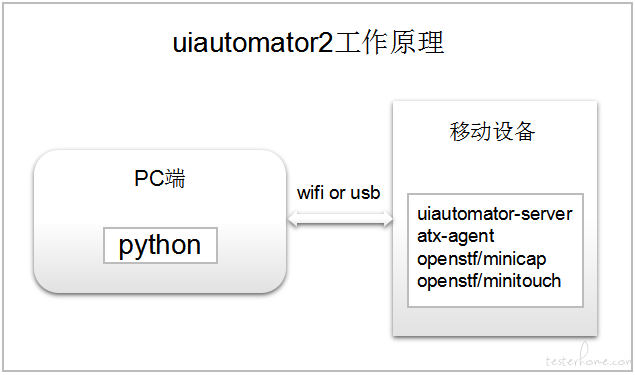 uiautomator2工作原理
PC端
python
wifi or usb
移动设备
uiautomator-server
atx-agent
openstf/minicap
openstf/minitouch
testerhome.com